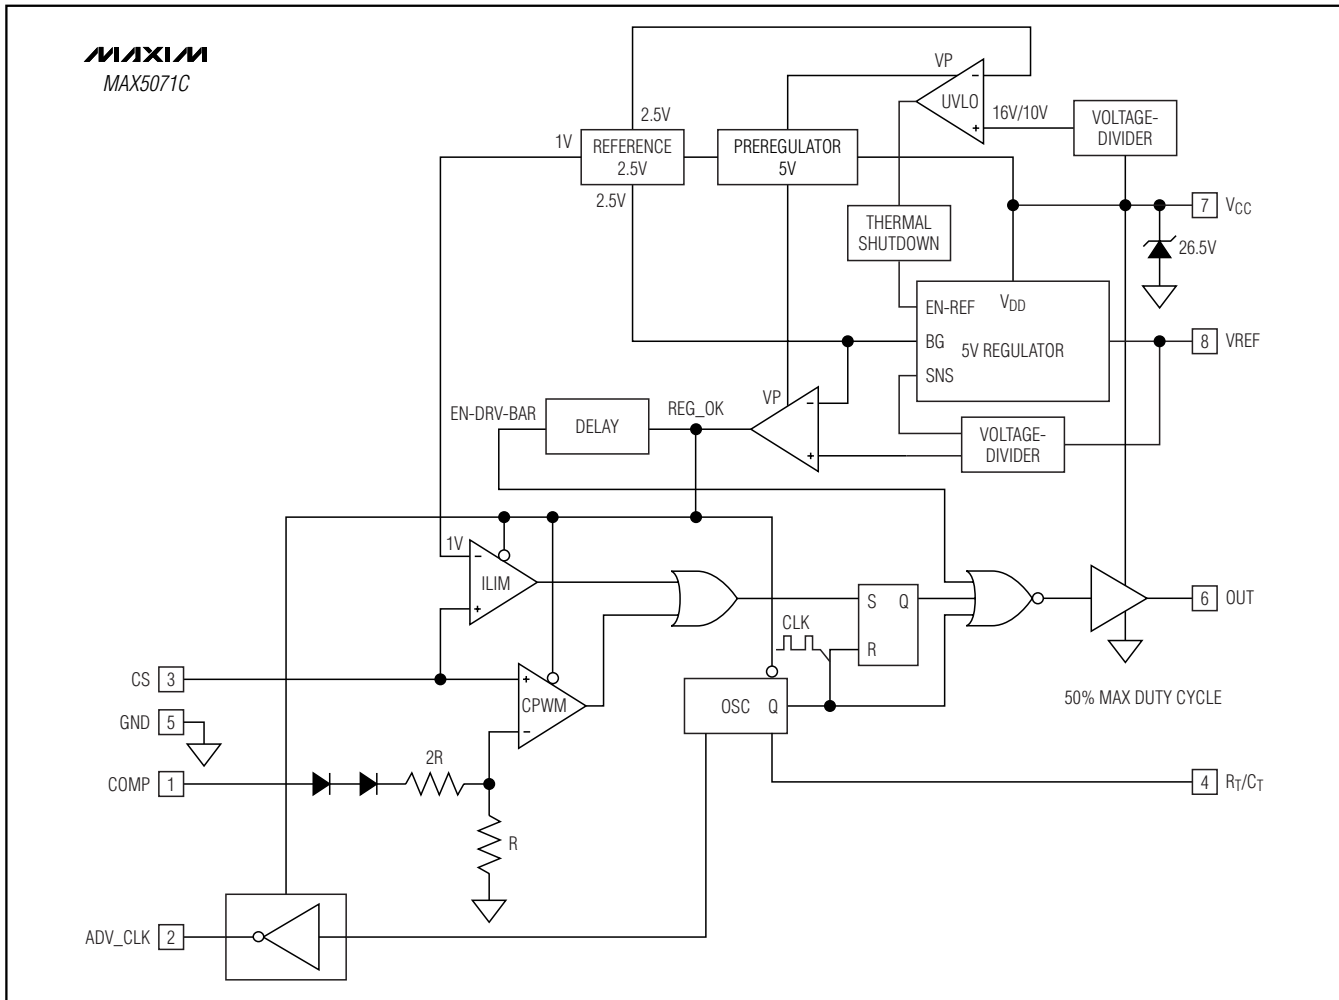 MAXIM
MAX5071C
VP
−
UVLO
+
16V/10V
VOLTAGE-
DIVIDER
2.5V
1V
REFERENCE
2.5V
PREREGULATOR
5V
2.5V
7
VCC
THERMAL
SHUTDOWN
26.5V
EN-REF
VDD
BG
5V REGULATOR
SNS
8
VREF
VP
−
+
EN-DRV-BAR
DELAY
REG_OK
VOLTAGE-
DIVIDER
1V
−
ILIM
+
S
Q
R
CLK
6
OUT
CS
3
+
CPWM
−
OSC
Q
50% MAX DUTY CYCLE
GND
5
COMP
1
2R
R
4
RT/CT
ADV_CLK
2